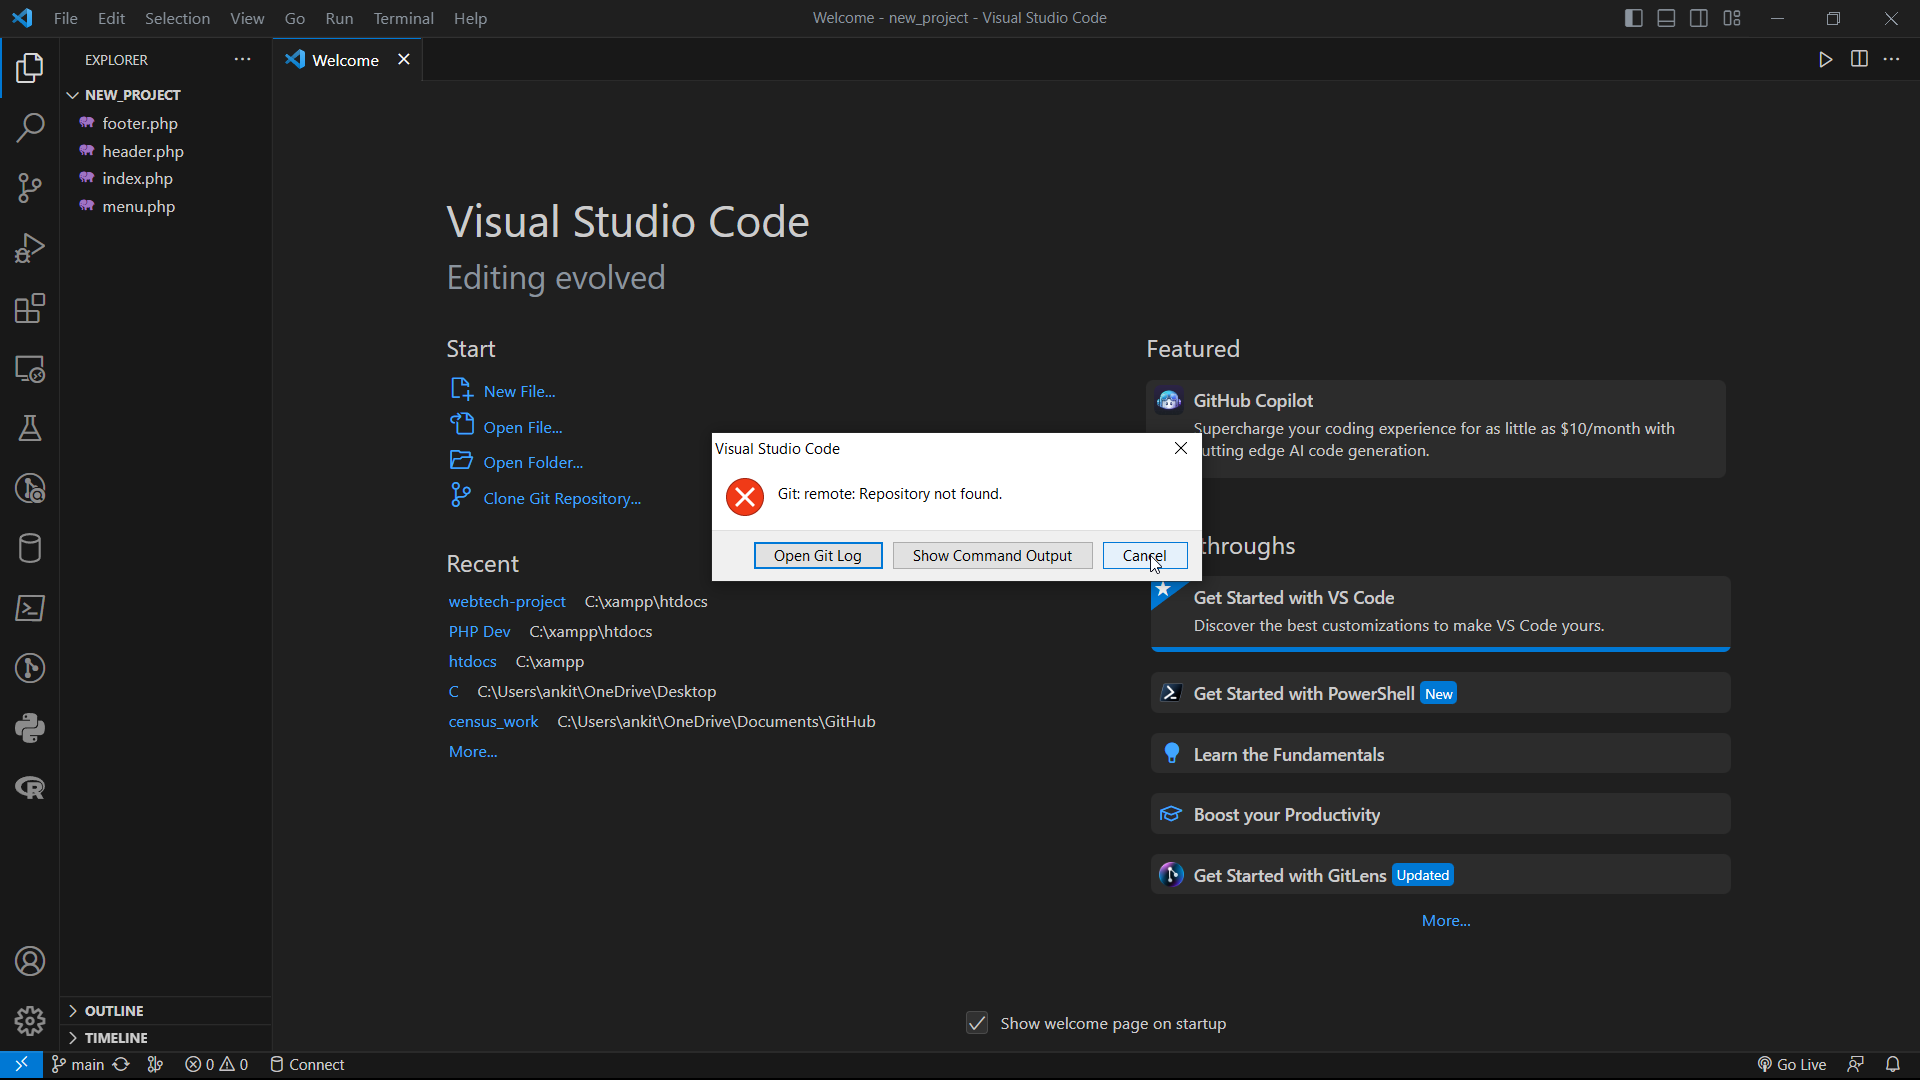 File Edit Selection View Go Run Terminal Help
Welcome - new_project - Visual Studio Code
EXPLORER
Welcome
NEW_PROJECT
footer.php
header.php
index.php
menu.php
Visual Studio Code
Editing evolved
Start
New File...
Open File...
Open Folder...
Clone Git Repository...
Recent
webtech-project C:\xampp\htdocs
PHP Dev C:\xampp\htdocs
htdocs C:\xampp
C C:\Users\ankit\OneDrive\Desktop
census_work C:\Users\ankit\OneDrive\Documents\GitHub
More...
Featured
GitHub Copilot
Supercharge your coding experience for as little as $10/month with
utting edge AI code generation.
Visual Studio Code
Git: remote: Repository not found.
Open Git Log Show Command Output Cancel
throughs
Get Started with VS Code
Discover the best customizations to make VS Code yours.
Get Started with PowerShell New
Learn the Fundamentals
Boost your Productivity
Get Started with GitLens Updated
More...
Show welcome page on startup
OUTLINE
TIMELINE
main 0 0 Connect Go Live